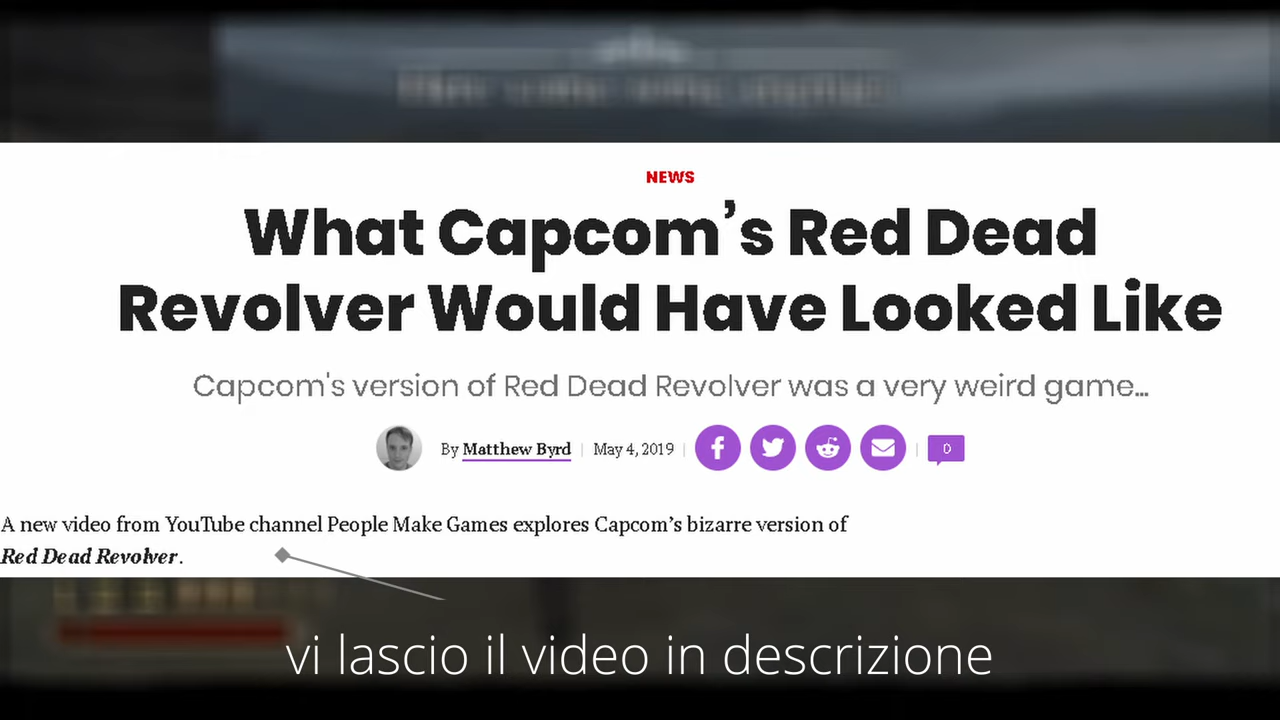 NEWS
What Capcom’s Red Dead
Revolver Would Have Looked Like
Capcom's version of Red Dead Revolver was a very weird game...
By Matthew Byrd | May 4, 2019 | | 0
A new video from YouTube channel People Make Games explores Capcom’s bizarre version of
Red Dead Revolver.
vi lascio il video in descrizione